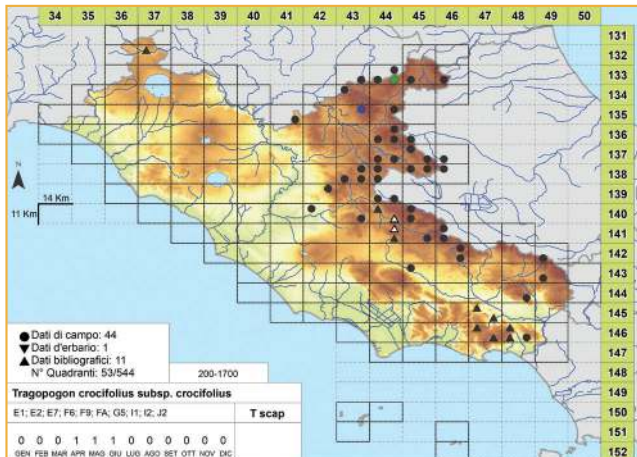 34 35 36 37 38 39 40 41 42 43 44 45 46 47 48 49 50
131
132
133
134
135
136
137
138
139
140
141
142
143
144
145
146
147
148
149
150
151
152
N
14 Km
11 Km
Dati di campo: 44
Dati d'erbario: 1
Dati bibliografici: 11
N° Quadranti: 53/544
200-1700
Tragopogon crocifolius subsp. crocifolius
E1; E2; E7; F6; F9; FA; G5; I1; I2; J2
T scap
0 0 0 1 1 1 0 0 0 0 0 0
GEN FEB MAR APR MAG GIU LUG AGO SET OTT NOV DIC